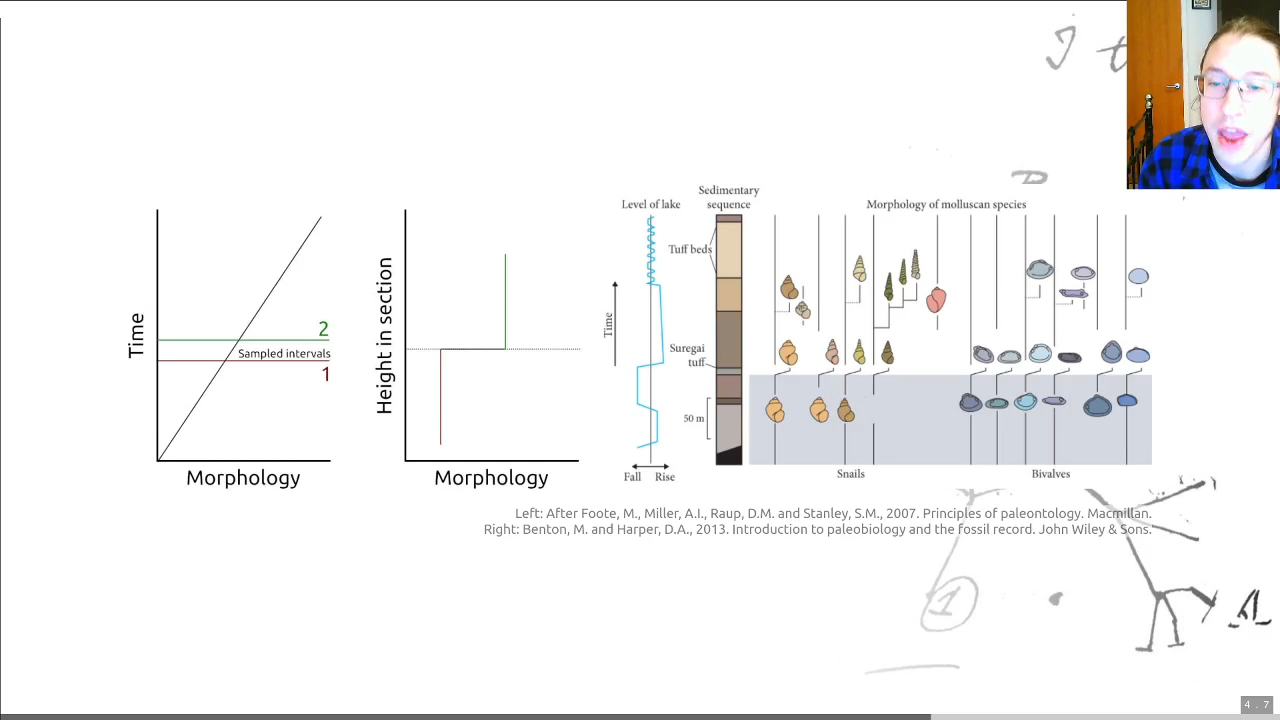 I t
Time
2
Sampled intervals
1
Morphology
Height in section
Morphology
Level of lake
Sedimentary
sequence
Morphology of molluscan species
Tuff beds
Time
Suregai
tuff
50 m
Fall Rise
Snails
Bivalves
Left: After Foote, M., Miller, A.I., Raup, D.M. and Stanley, S.M., 2007. Principles of paleontology. Macmillan.
Right: Benton, M. and Harper, D.A., 2013. Introduction to paleobiology and the fossil record. John Wiley & Sons.
1
4 . 7